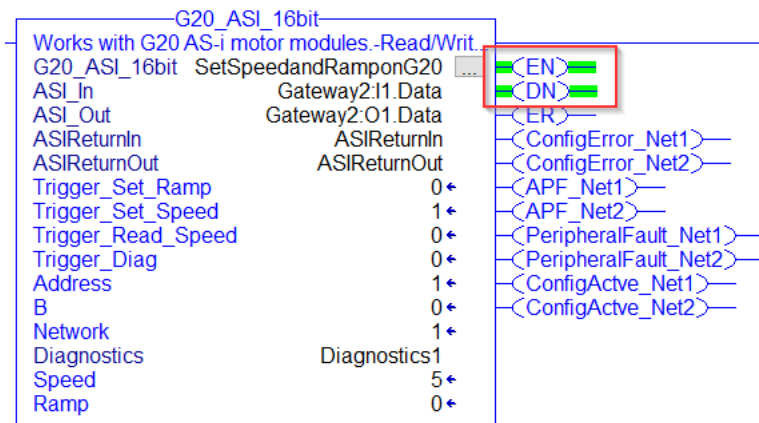 G20_ASI_16bit
Works with G20 AS-i motor modules.-Read/Writ...
G20_ASI_16bit SetSpeedandRamponG20 ... (EN)
ASI_In Gateway2:I1.Data (DN)
ASI_Out Gateway2:O1.Data (ER)
ASIReturnIn ASIReturnIn (ConfigError_Net1)
ASIReturnOut ASIReturnOut (ConfigError_Net2)
Trigger_Set_Ramp 0 (APF_Net1)
Trigger_Set_Speed 1 (APF_Net2)
Trigger_Read_Speed 0 (PeripheralFault_Net1)
Trigger_Diag 0 (PeripheralFault_Net2)
Address 1 (ConfigActve_Net1)
B 0 (ConfigActve_Net2)
Network 1
Diagnostics Diagnostics1
Speed 5
Ramp 0